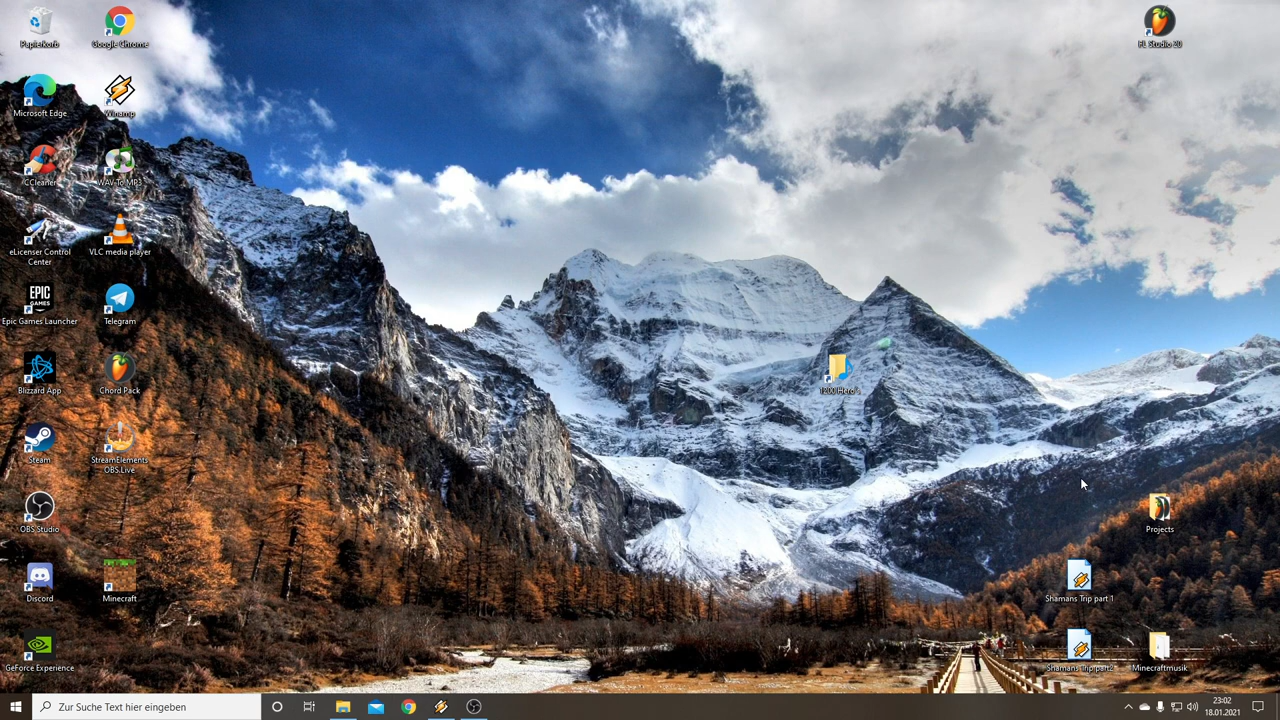 Papierkorb
Google Chrome
FL Studio 20
Microsoft Edge
Winamp
CCleaner
WAV To MP3
eLicenser Control
Center
VLC media player
EPIC
GAMES
Epic Games Launcher
Telegram
Blizzard App
Chord Pack
Steam
StreamElements
OBS.Live
OBS Studio
Projects
Discord
Minecraft
Shamans Trip part 1
GeForce Experience
Shamans Trip part2
Minecraftmusik
Zur Suche Text hier eingeben
23:02
18.01.2021